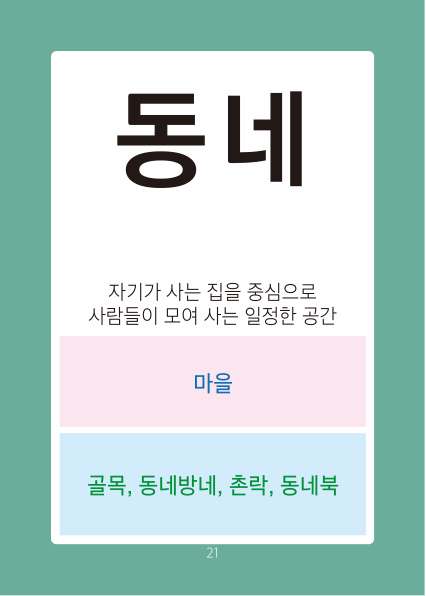 동네
자기가 사는 집을 중심으로
사람들이 모여 사는 일정한 공간
마을
골목, 동네방네, 촌락, 동네북
21